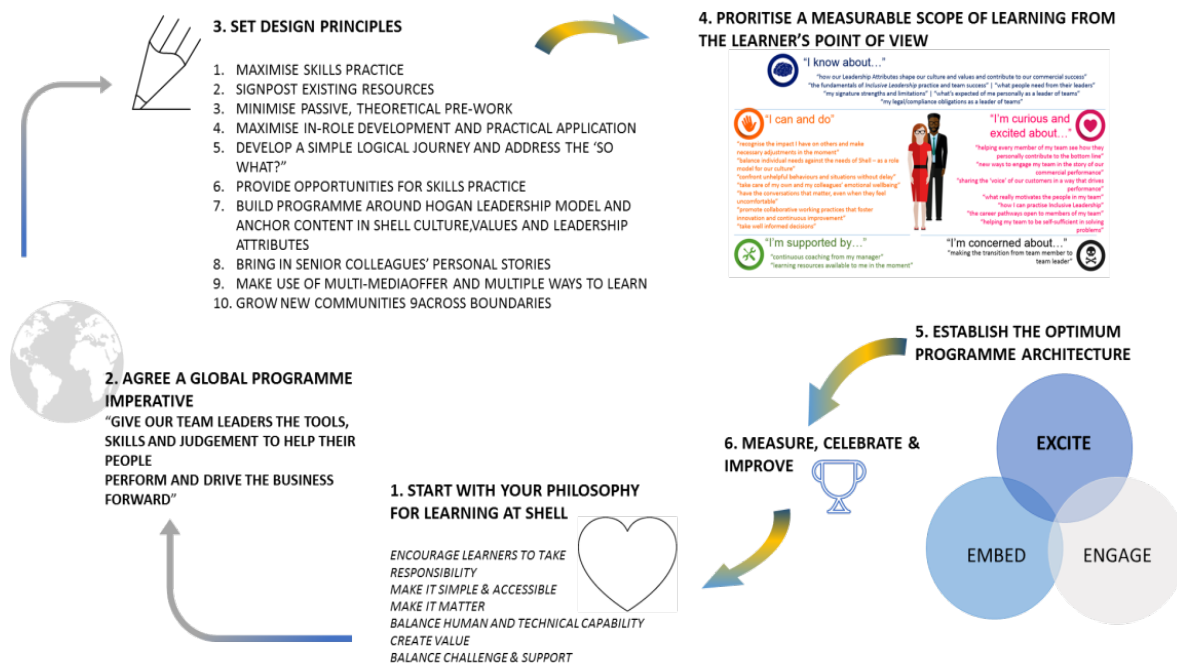 3. SET DESIGN PRINCIPLES
1. MAXIMISE SKILLS PRACTICE
2. SIGNPOST EXISTING RESOURCES
3. MINIMISE PASSIVE, THEORETICAL PRE-WORK
4. MAXIMISE IN-ROLE DEVELOPMENT AND PRACTICAL APPLICATION
5. DEVELOP A SIMPLE LOGICAL JOURNEY AND ADDRESS THE ‘SO
WHAT?”
6. PROVIDE OPPORTUNITIES FOR SKILLS PRACTICE
7. BUILD PROGRAMME AROUND HOGAN LEADERSHIP MODEL AND
ANCHOR CONTENT IN SHELL CULTURE,VALUES AND LEADERSHIP
ATTRIBUTES
8. BRING IN SENIOR COLLEAGUES’ PERSONAL STORIES
9. MAKE USE OF MULTI-MEDIAOFFER AND MULTIPLE WAYS TO LEARN
10. GROW NEW COMMUNITIES 9ACROSS BOUNDARIES
4. PRORITISE A MEASURABLE SCOPE OF LEARNING FROM
THE LEARNER’S POINT OF VIEW
“I know about…”
“how our Leadership Attributes shape our culture and values and contribute to our commercial success”
“the fundamentals of Inclusive Leadership practice and team success” | “what people need from their leaders”
“my signature strengths and limitations” | “what’s expected of me personally as a leader of teams”
“my legal/compliance obligations as a leader of teams”
“I can and do”
“recognise the impact I have on others and make
necessary adjustments in the moment”
“balance individual needs against the needs of Shell – as a role
model for our culture”
“confront unhelpful behaviours and situations without delay”
“take care of my own and my colleagues’ emotional wellbeing”
“have the conversations that matter, even when they feel
uncomfortable”
“promote collaborative working practices that foster
innovation and continuous improvement”
“take well informed decisions”
“I’m curious and
excited about…”
“helping every member of my team see how they
personally contribute to the bottom line”
“new ways to engage my team in the story of our
commercial performance”
“sharing the ‘voice’ of our customers in a way that drives
performance”
“what really motivates the people in my team”
“how I can practise Inclusive Leadership”
“the career pathways open to members of my team”
“helping my team to be self-sufficient in solving
problems”
“I’m supported by…”
“continuous coaching from my manager”
“learning resources available to me in the moment”
“I’m concerned about…”
“making the transition from team member to
team leader”
5. ESTABLISH THE OPTIMUM
PROGRAMME ARCHITECTURE
EXCITE
EMBED
ENGAGE
6. MEASURE, CELEBRATE &
IMPROVE
2. AGREE A GLOBAL PROGRAMME
IMPERATIVE
“GIVE OUR TEAM LEADERS THE TOOLS,
SKILLS AND JUDGEMENT TO HELP THEIR
PEOPLE
PERFORM AND DRIVE THE BUSINESS
FORWARD”
1. START WITH YOUR PHILOSOPHY
FOR LEARNING AT SHELL
ENCOURAGE LEARNERS TO TAKE
RESPONSIBILITY
MAKE IT SIMPLE & ACCESSIBLE
MAKE IT MATTER
BALANCE HUMAN AND TECHNICAL CAPABILITY
CREATE VALUE
BALANCE CHALLENGE & SUPPORT